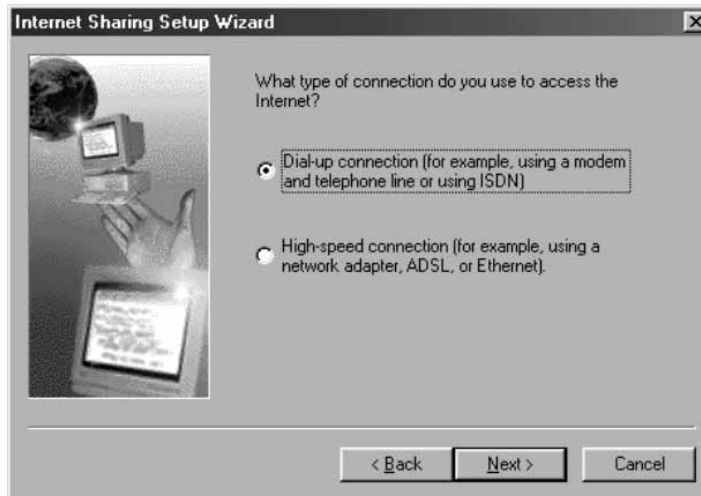 Internet Sharing Setup Wizard
What type of connection do you use to access the
Internet?
Dial-up connection (for example, using a modem
and telephone line or using ISDN)
High-speed connection (for example, using a
network adapter, ADSL, or Ethernet).
< Back
Next >
Cancel